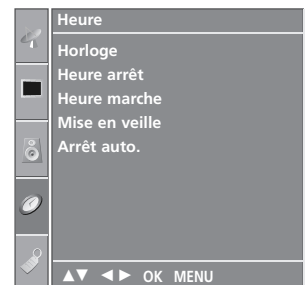 Heure
Horloge
Heure arrêt
Heure marche
Mise en veille
Arrêt auto.
▲▼ ◄► OK MENU